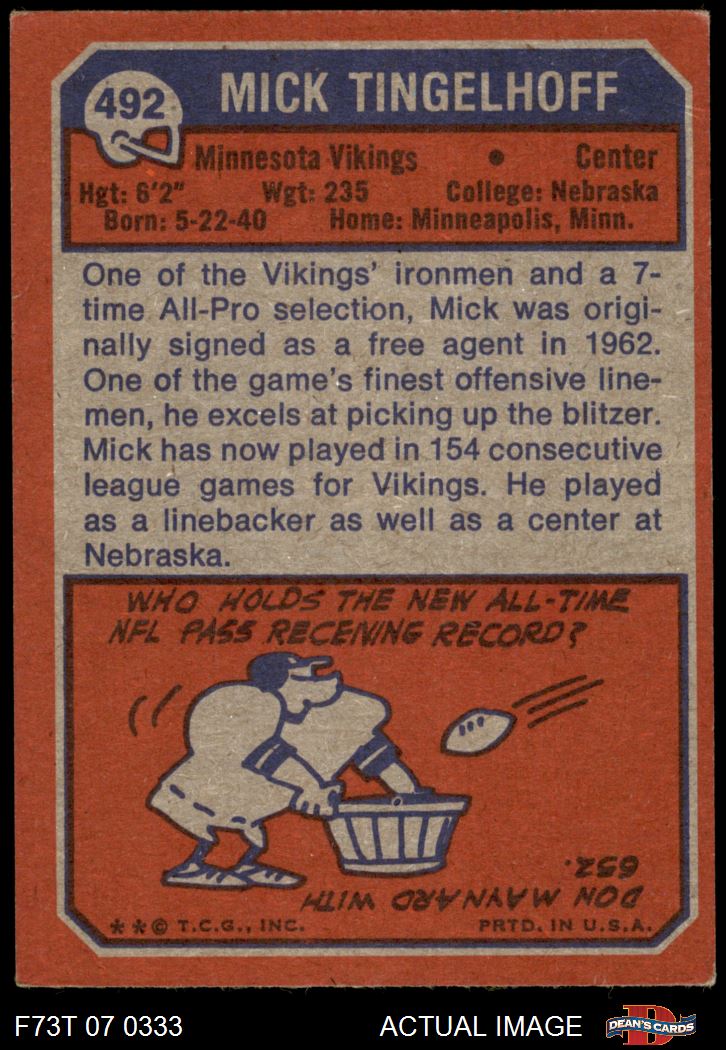 492
MICK TINGELHOFF
Minnesota Vikings • Center
Hgt: 6'2" Wgt: 235 College: Nebraska
Born: 5-22-40 Home: Minneapolis, Minn.
One of the Vikings' ironmen and a 7-
time All-Pro selection, Mick was origi-
nally signed as a free agent in 1962.
One of the game's finest offensive line-
men, he excels at picking up the blitzer.
Mick has now played in 154 consecutive
league games for Vikings. He played
as a linebacker as well as a center at
Nebraska.
WHO HOLDS THE NEW ALL-TIME
NFL PASS RECEIVING RECORD?
DON MAYNARD WITH
652.
**© T.C.G., INC. PRTD. IN U.S.A.
F73T 07 0333 ACTUAL IMAGE
D
DEAN'S CARDS